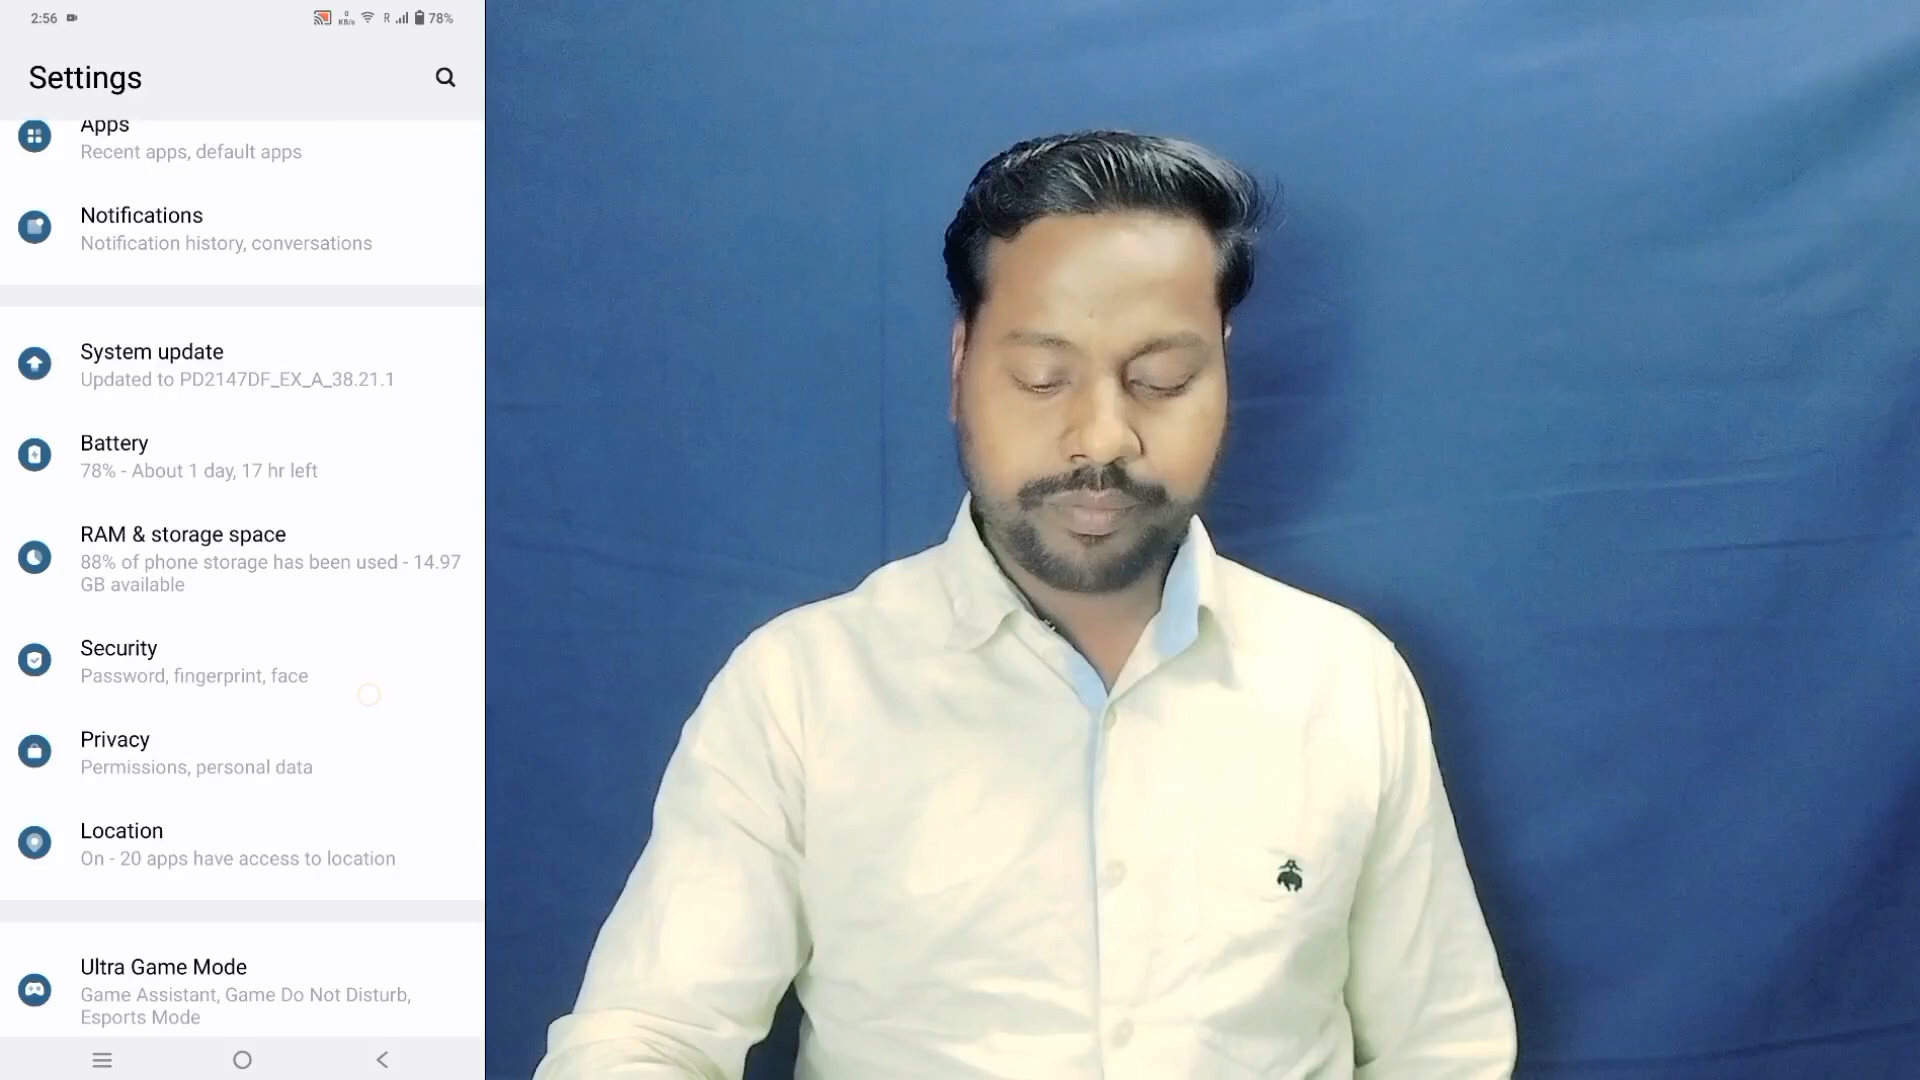 2:56 0 KB/s R 78%
Settings
Apps
Recent apps, default apps
Notifications
Notification history, conversations
System update
Updated to PD2147DF_EX_A_38.21.1
Battery
78% - About 1 day, 17 hr left
RAM & storage space
88% of phone storage has been used - 14.97
GB available
Security
Password, fingerprint, face
Privacy
Permissions, personal data
Location
On - 20 apps have access to location
Ultra Game Mode
Game Assistant, Game Do Not Disturb,
Esports Mode